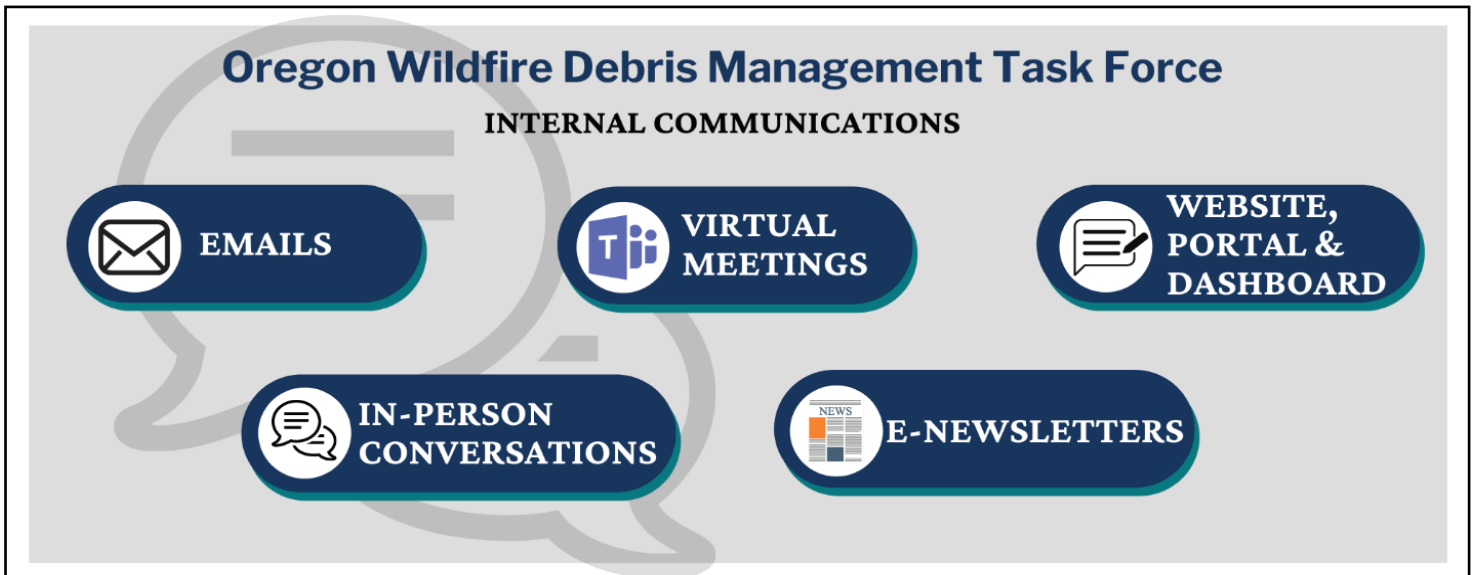 Oregon Wildfire Debris Management Task Force
INTERNAL COMMUNICATIONS
EMAILS
T
VIRTUAL
MEETINGS
WEBSITE,
PORTAL &
DASHBOARD
IN-PERSON
CONVERSATIONS
NEWS
E-NEWSLETTERS